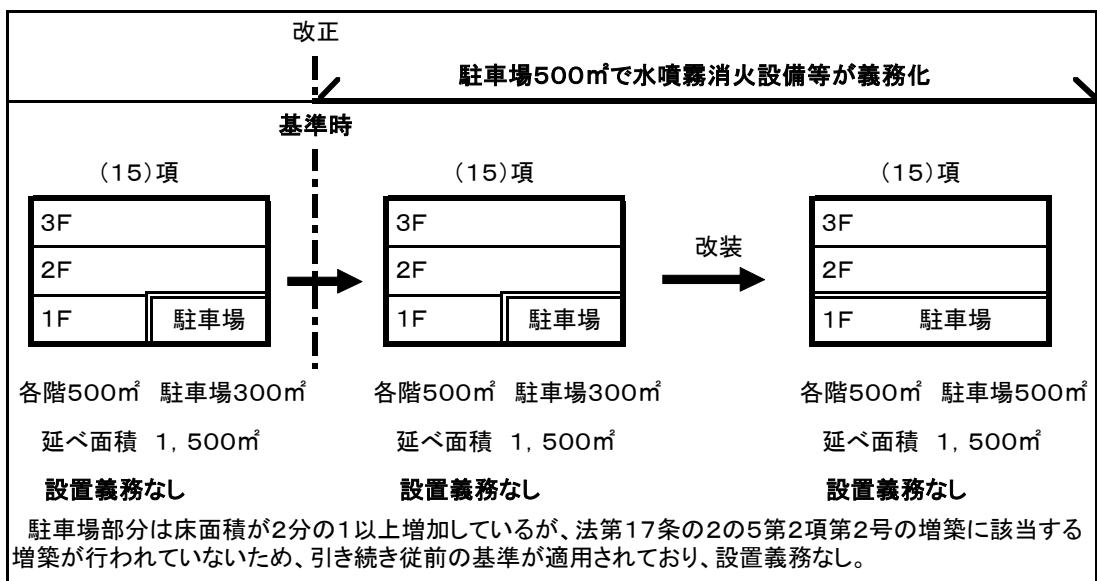 改正
駐車場500㎡で水噴霧消火設備等が義務化
基準時
(15)項
(15)項
(15)項
3F
2F
1F 駐車場
3F
2F
1F 駐車場
改装
3F
2F
1F 駐車場
各階500㎡ 駐車場300㎡
各階500㎡ 駐車場300㎡
各階500㎡ 駐車場500㎡
延べ面積 1,500㎡
延べ面積 1,500㎡
延べ面積 1,500㎡
設置義務なし
設置義務なし
設置義務なし
駐車場部分は床面積が2分の1以上増加しているが、法第17条の2の5第2項第2号の増築に該当する
増築が行われていないため、引き続き従前の基準が適用されており、設置義務なし。